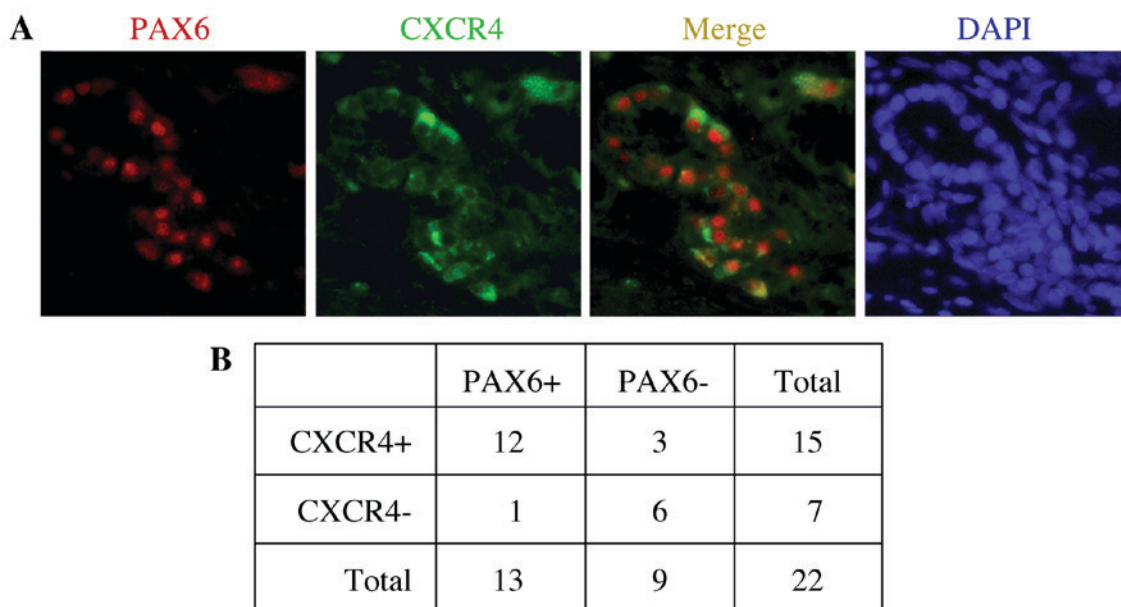 A PAX6 CXCR4 Merge DAPI
B PAX6+ PAX6- Total
CXCR4+ 12 3 15
CXCR4- 1 6 7
Total 13 9 22